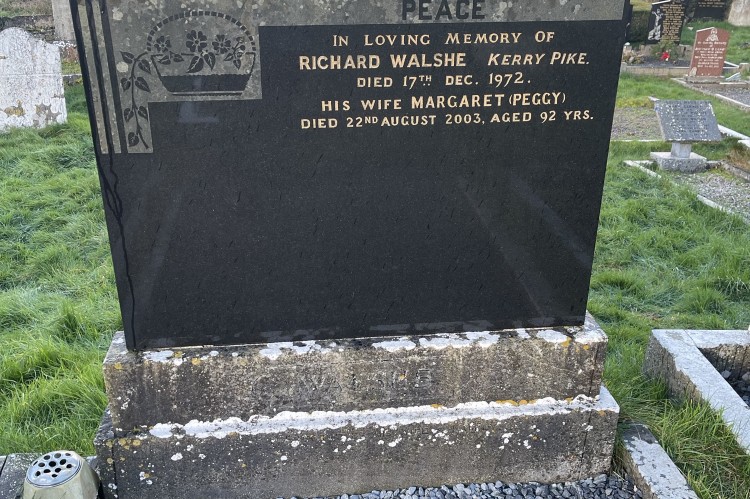 PEACE
IN LOVING MEMORY OF
RICHARD WALSHE KERRY PIKE.
DIED 17TH DEC. 1972.
HIS WIFE MARGARET (PEGGY)
DIED 22ND AUGUST 2003, AGED 92 YRS.